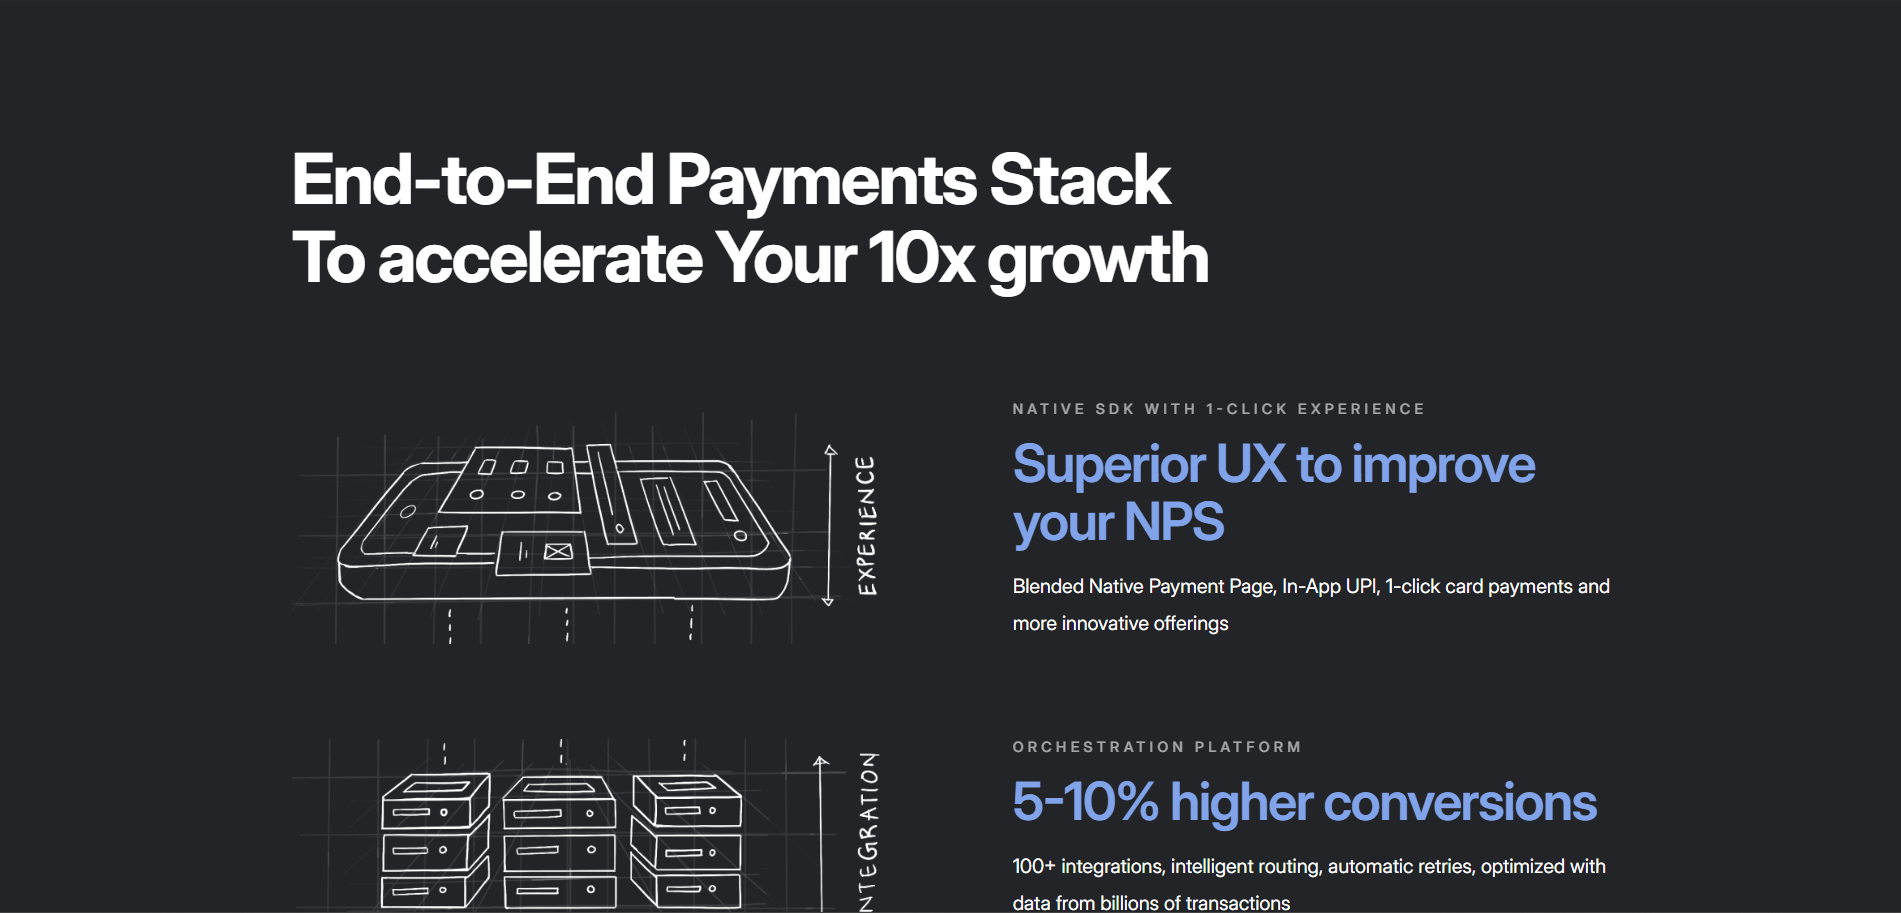 End-to-End Payments Stack
To accelerate Your 10x growth
EXPERIENCE
NATIVE SDK WITH 1-CLICK EXPERIENCE
Superior UX to improve
your NPS
Blended Native Payment Page, In-App UPI, 1-click card payments and
more innovative offerings
NTEGRATION
ORCHESTRATION PLATFORM
5-10% higher conversions
100+ integrations, intelligent routing, automatic retries, optimized with
data from billions of transactions